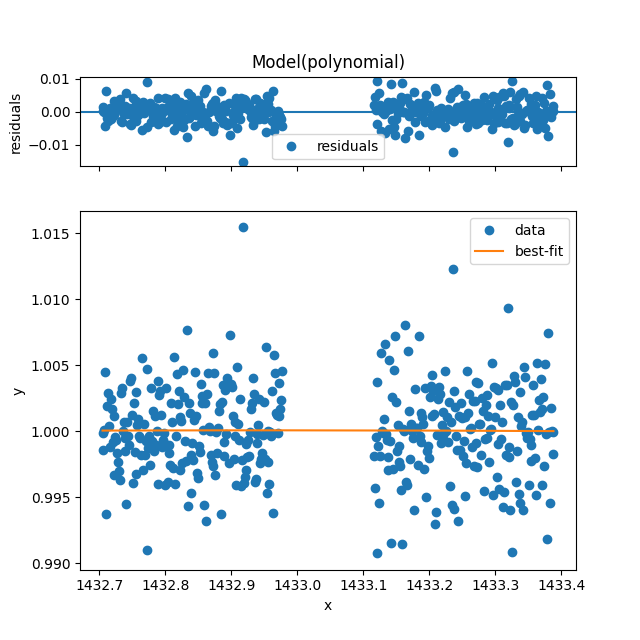 Model(polynomial)
0.01
0.00
−0.01
residuals
residuals
1.015
1.010
1.005
1.000
0.995
0.990
y
data
best-fit
1432.7 1432.8 1432.9 1433.0 1433.1 1433.2 1433.3 1433.4
x